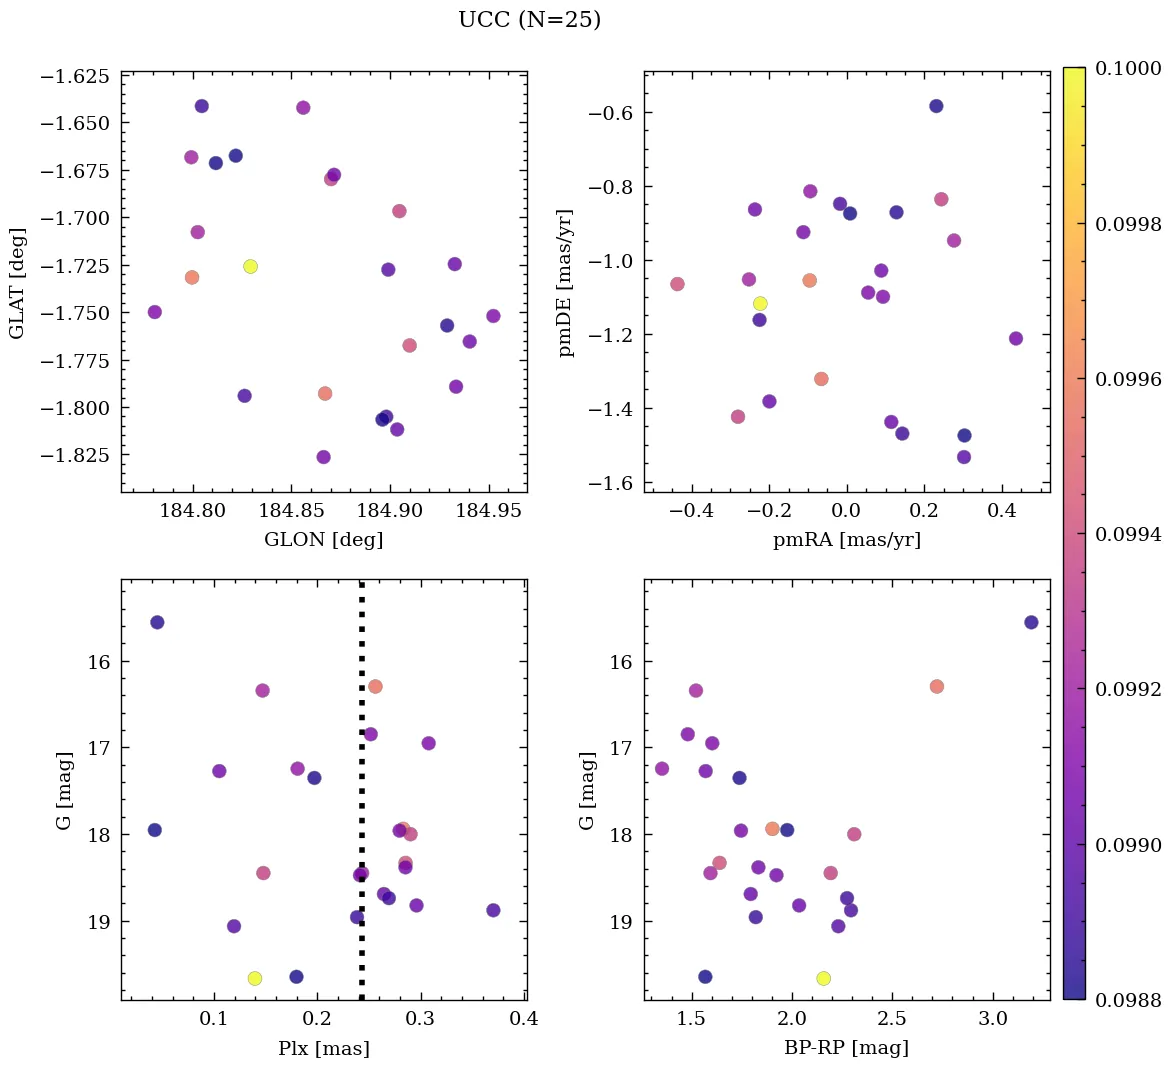 UCC (N=25)
−1.625
−1.650
−1.675
−1.700
−1.725
−1.750
−1.775
−1.800
−1.825
GLAT [deg]
184.80 184.85 184.90 184.95
GLON [deg]
−0.6
−0.8
−1.0
−1.2
−1.4
−1.6
pmDE [mas/yr]
−0.4 −0.2 0.0 0.2 0.4
pmRA [mas/yr]
16
17
18
19
G [mag]
0.1 0.2 0.3 0.4
Plx [mas]
16
17
18
19
G [mag]
1.5 2.0 2.5 3.0
BP-RP [mag]
0.1000
0.0998
0.0996
0.0994
0.0992
0.0990
0.0988